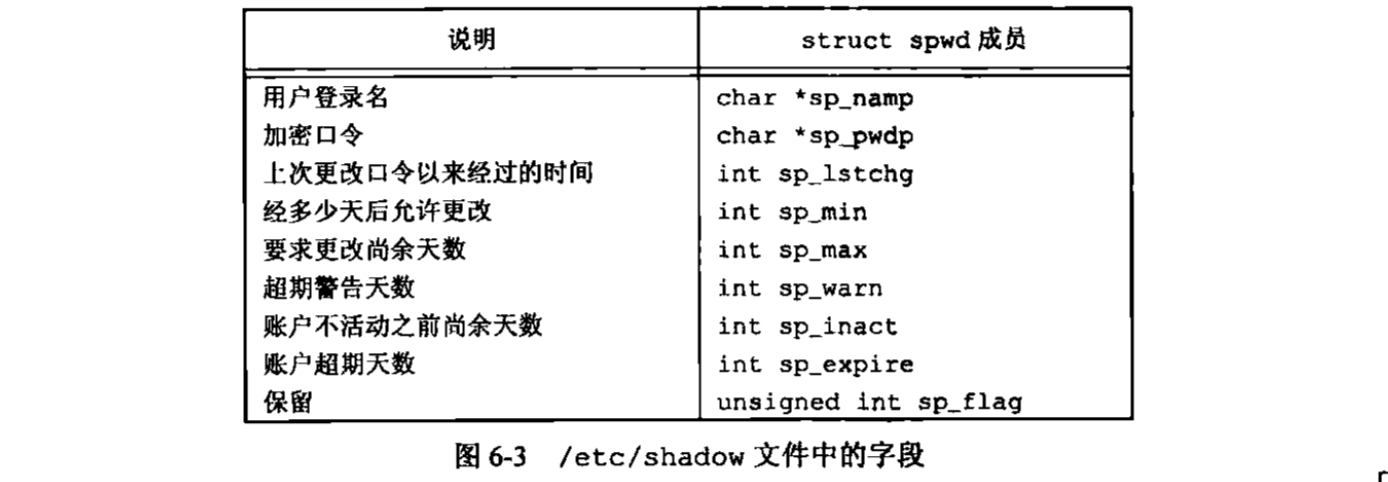 说明 struct spwd 成员
用户登录名 char *sp_namp
加密口令 char *sp_pwdp
上次更改口令以来经过的时间 int sp_lstchg
经多少天后允许更改 int sp_min
要求更改尚余天数 int sp_max
超期警告天数 int sp_warn
账户不活动之前尚余天数 int sp_inact
账户超期天数 int sp_expire
保留 unsigned int sp_flag
图 6-3 /etc/shadow 文件中的字段